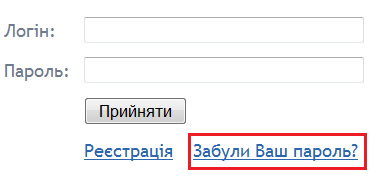 Логін:
Пароль:
Прийняти
Реєстрація Забули Ваш пароль?